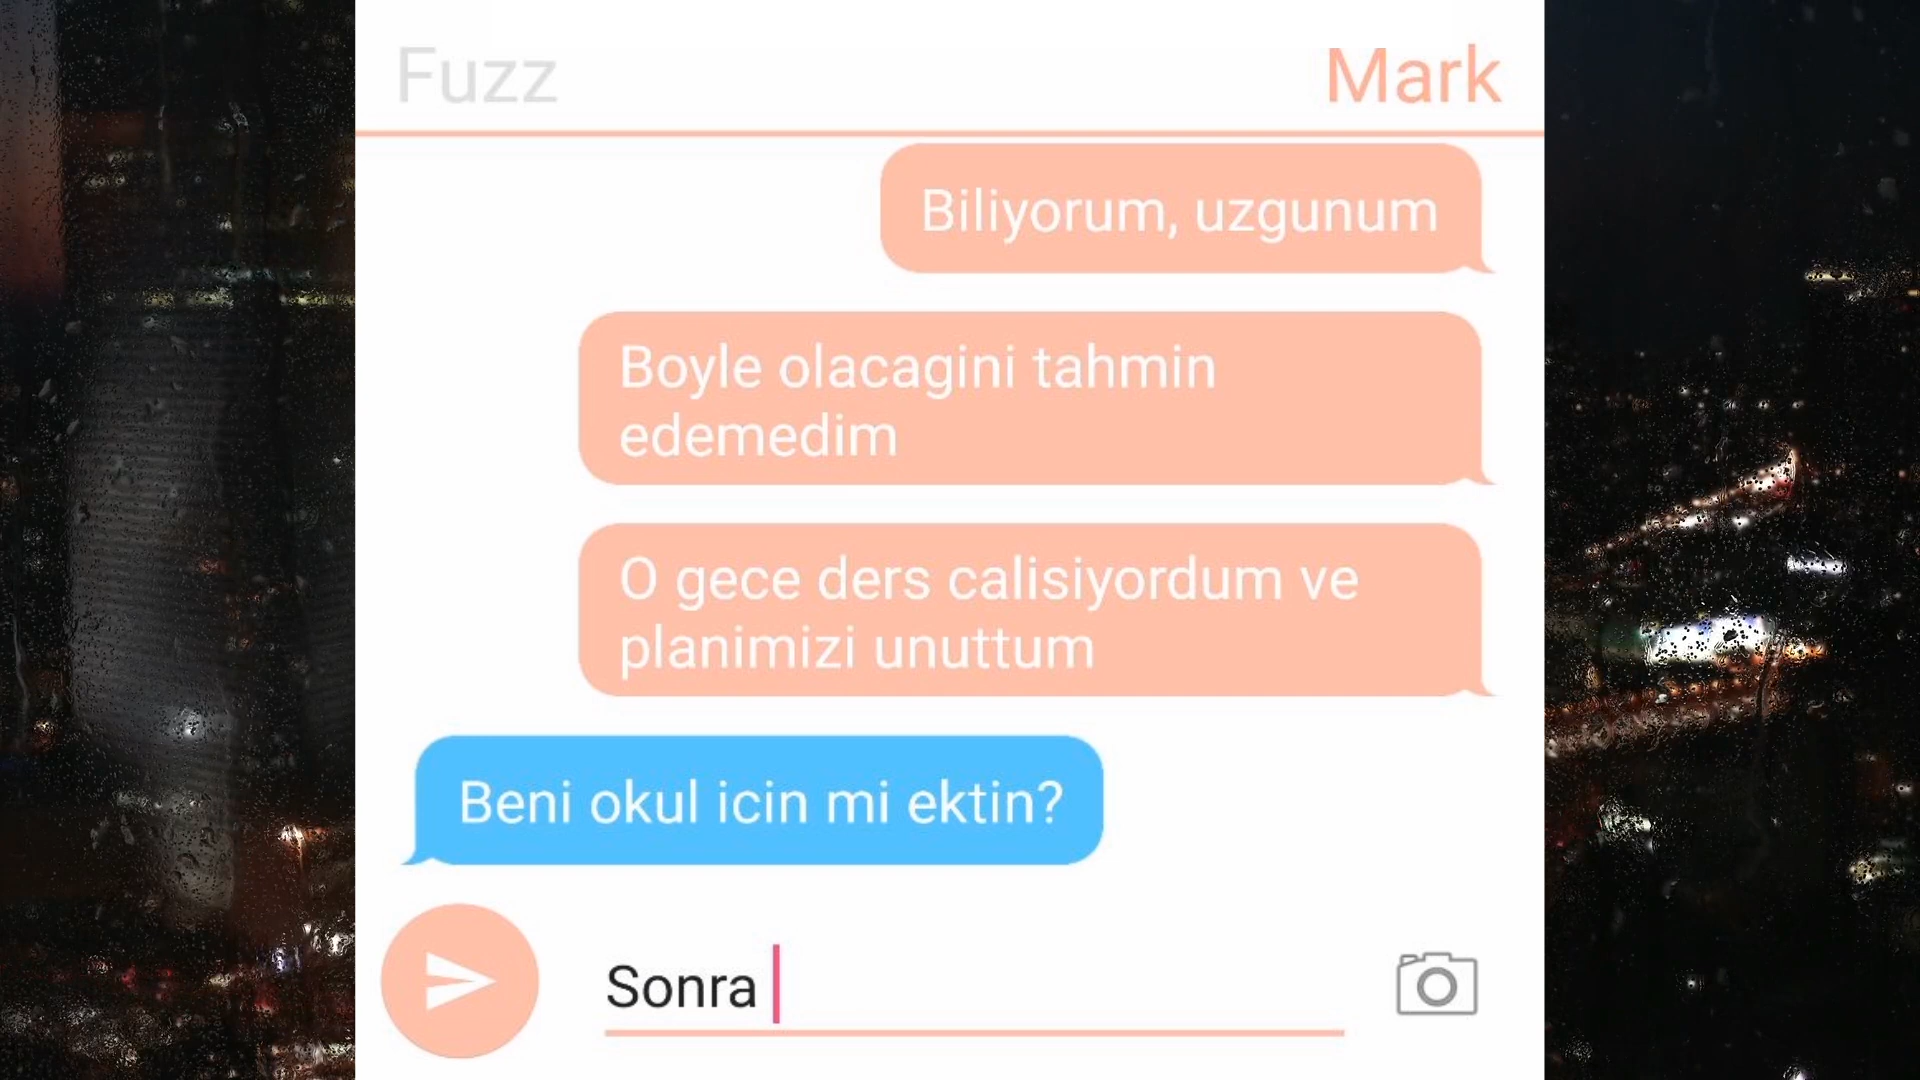 Fuzz
Mark
Biliyorum, uzgunum
Boyle olacagini tahmin
edemedim
O gece ders calisiyordum ve
planimizi unuttum
Beni okul icin mi ektin?
Sonra